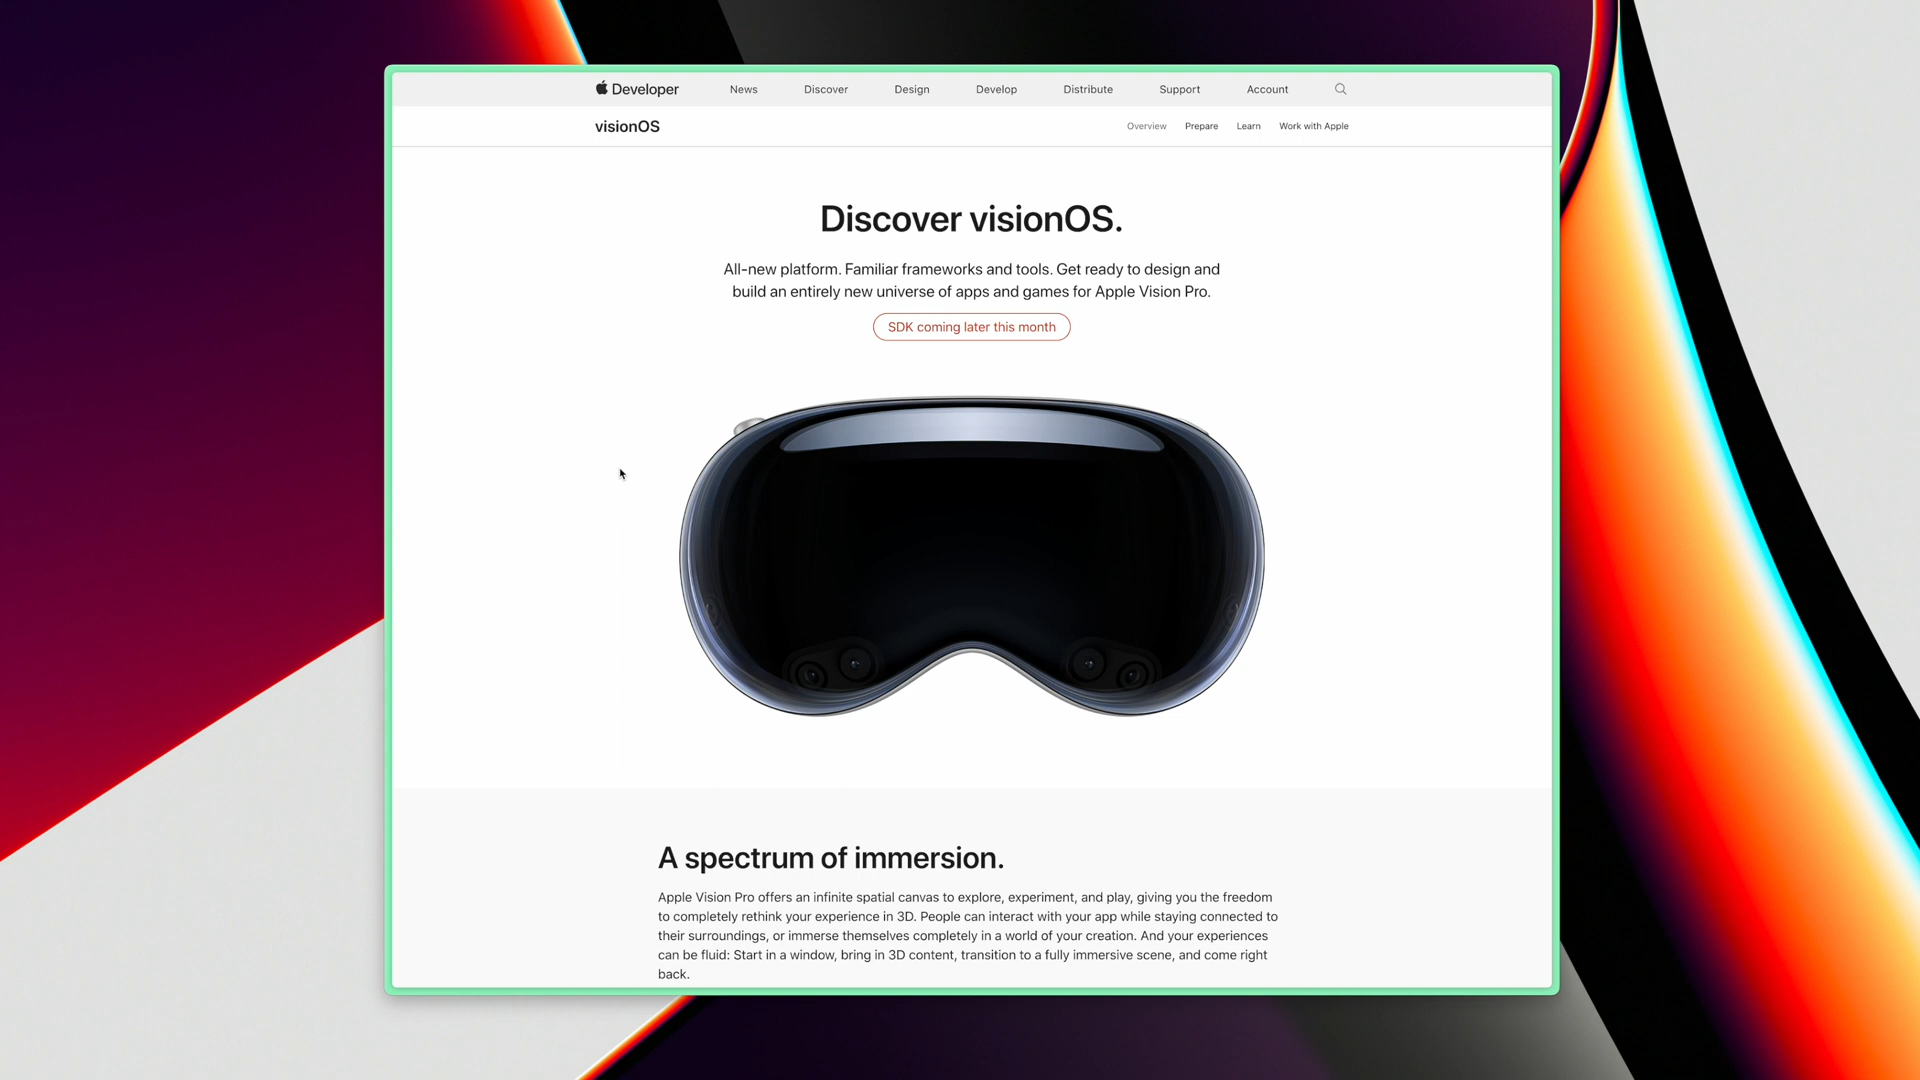 Developer
News
Discover
Design
Develop
Distribute
Support
Account
visionOS
Overview
Prepare
Learn
Work with Apple
Discover visionOS.
All-new platform. Familiar frameworks and tools. Get ready to design and
build an entirely new universe of apps and games for Apple Vision Pro.
SDK coming later this month
A spectrum of immersion.
Apple Vision Pro offers an infinite spatial canvas to explore, experiment, and play, giving you the freedom
to completely rethink your experience in 3D. People can interact with your app while staying connected to
their surroundings, or immerse themselves completely in a world of your creation. And your experiences
can be fluid: Start in a window, bring in 3D content, transition to a fully immersive scene, and come right
back.